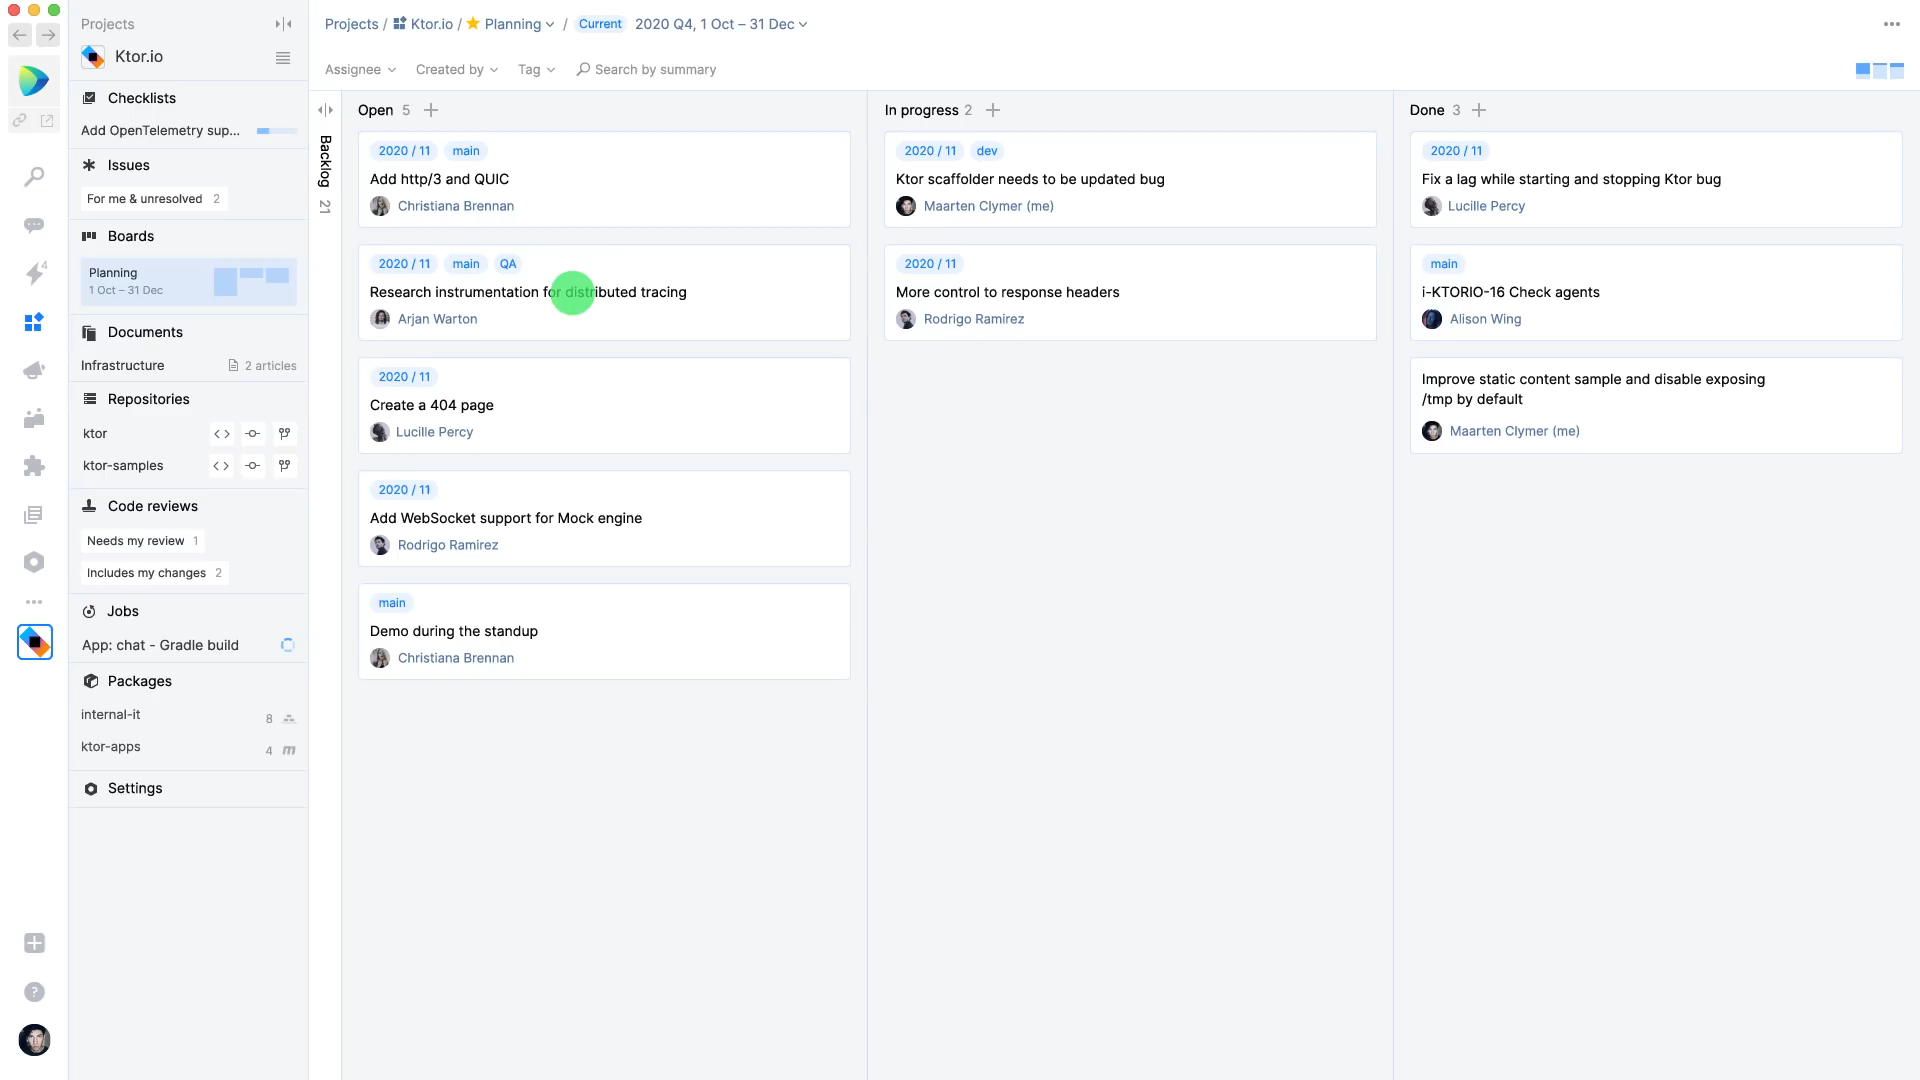 Projects
Ktor.io
Checklists
Add OpenTelemetry sup...
Issues
For me & unresolved 2
Boards
Planning
1 Oct – 31 Dec
Documents
Infrastructure 2 articles
Repositories
ktor
ktor-samples
Code reviews
Needs my review 1
Includes my changes 2
Jobs
App: chat - Gradle build
Packages
internal-it 8
ktor-apps 4 m
Settings
4
?
Projects / Ktor.io / Planning / Current 2020 Q4, 1 Oct – 31 Dec
Assignee Created by Tag Search by summary
Backlog 21
Open 5
2020 / 11 main
Add http/3 and QUIC
Christiana Brennan
2020 / 11 main QA
Research instrumentation for distributed tracing
Arjan Warton
2020 / 11
Create a 404 page
Lucille Percy
2020 / 11
Add WebSocket support for Mock engine
Rodrigo Ramirez
main
Demo during the standup
Christiana Brennan
In progress 2
2020 / 11 dev
Ktor scaffolder needs to be updated bug
Maarten Clymer (me)
2020 / 11
More control to response headers
Rodrigo Ramirez
Done 3
2020 / 11
Fix a lag while starting and stopping Ktor bug
Lucille Percy
main
i-KTORIO-16 Check agents
Alison Wing
Improve static content sample and disable exposing
/tmp by default
Maarten Clymer (me)